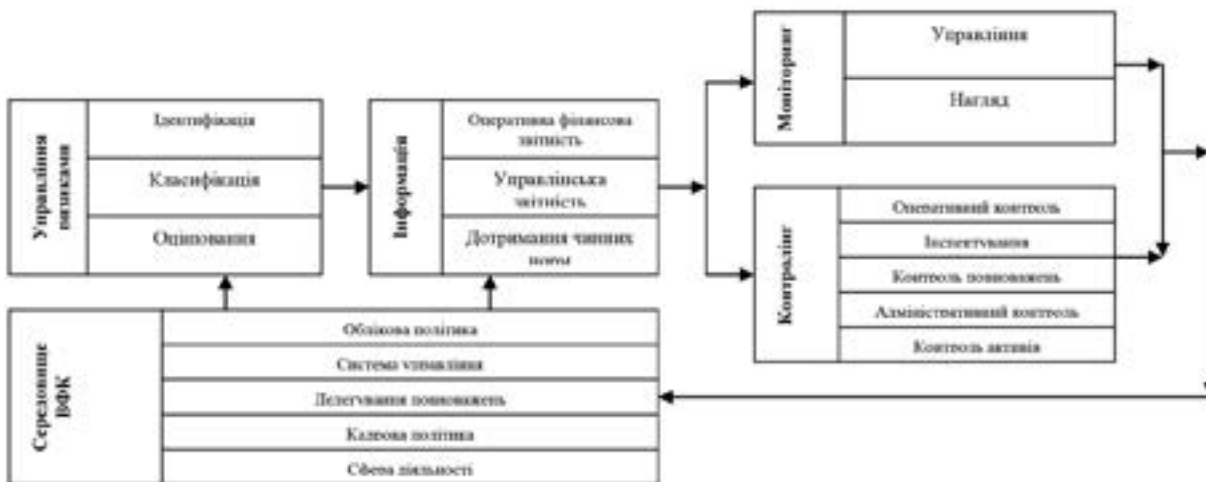 Управління
ризиками
Ідентифікація
Класифікація
Оцінювання
Інформація
Оперативна фінансова
звітність
Управлінська
звітність
Дотримання чинних
норм
Моніторинг
Управління
Нагляд
Контролінг
Оперативний контроль
Інспектування
Контроль повноважень
Адміністративний контроль
Контроль активів
Середовище
ВФК
Облікова політика
Система управління
Делегування повноважень
Кадрова політика
Сфера діяльності